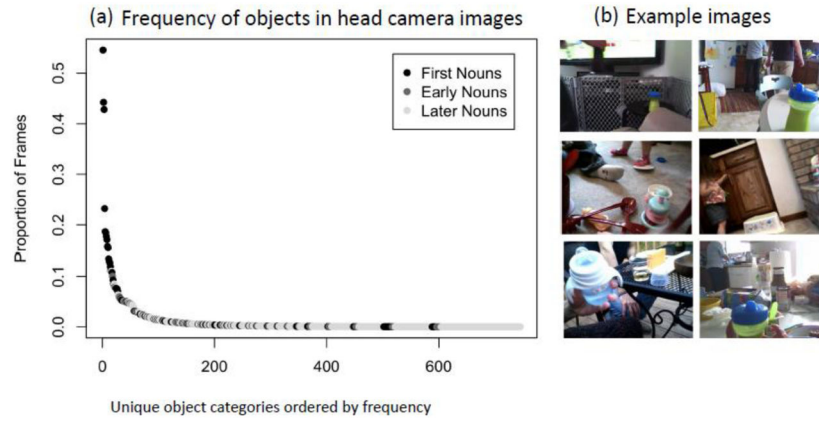 (a) Frequency of objects in head camera images
(b) Example images
Proportion of Frames
0.5
0.4
0.3
0.2
0.1
0.0
First Nouns
Early Nouns
Later Nouns
0 200 400 600
Unique object categories ordered by frequency